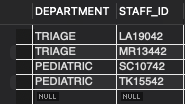 DEPARTMENT STAFF_ID
TRIAGE LA19042
TRIAGE MR13442
PEDIATRIC SC10742
PEDIATRIC TK15542
NULL NULL